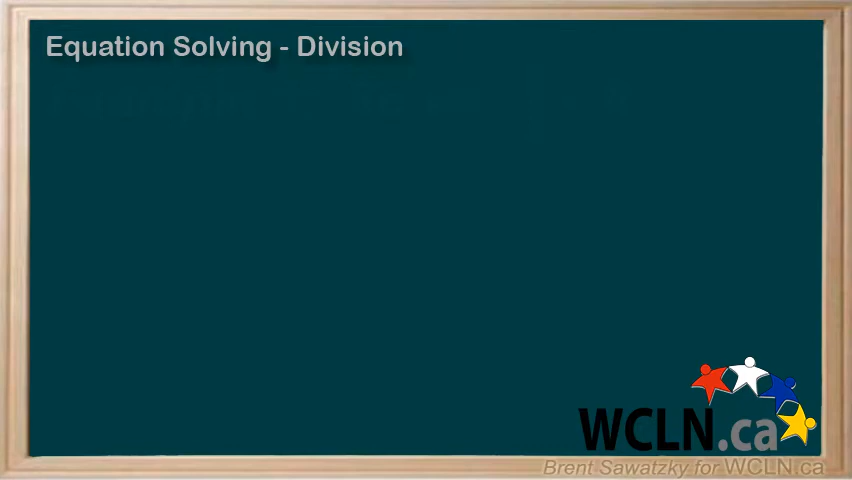 Equation Solving - Division
WCLN.ca
Brent Sawatzky for WCLN.ca